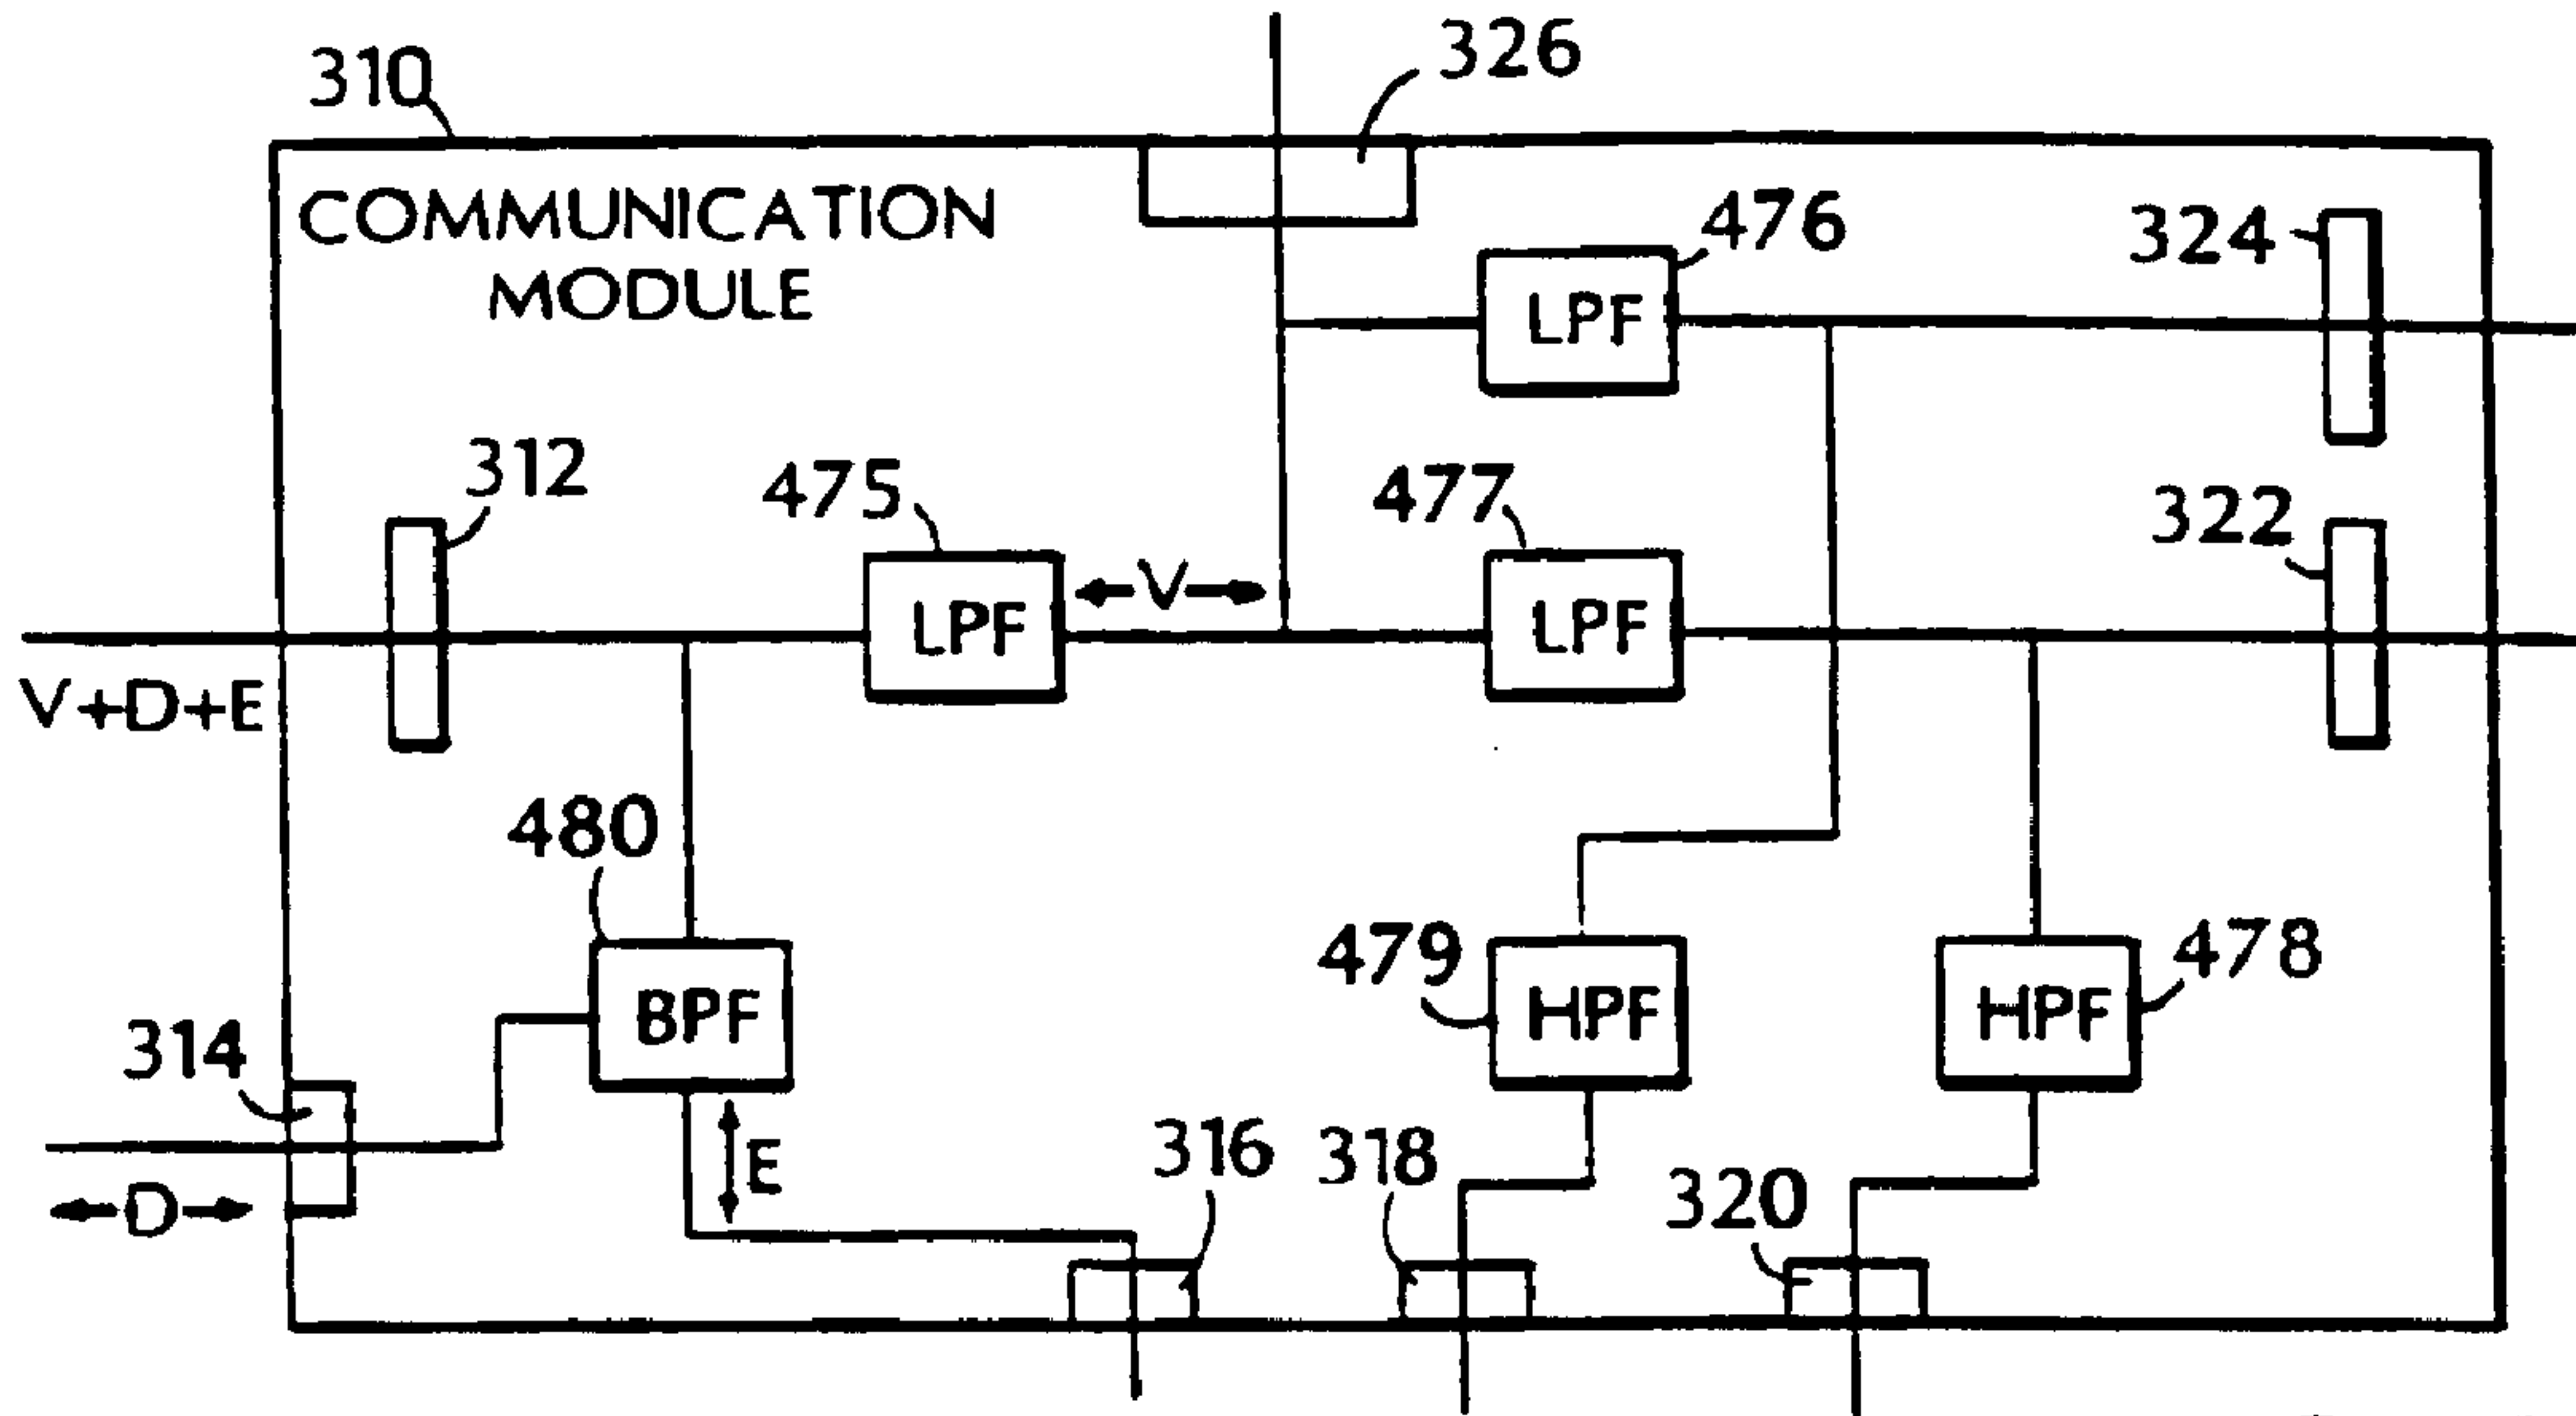 310
326
COMMUNICATION
MODULE
476
LPF
324
312
475
LPF
V
477
LPF
322
V+D+E
480
BPF
479
HPF
478
HPF
314
D
E
316
318
320